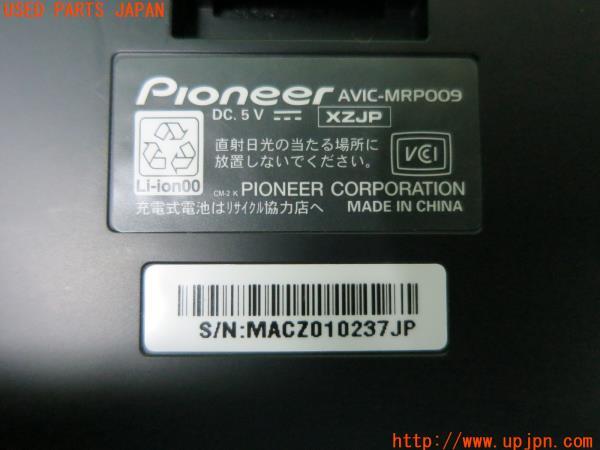 USED PARTS JAPAN
Pioneer AVIC-MRP009
DC. 5 V XZJP
直射日光の当たる場所に
放置しないでください。
VCI
Li-ion00
CM-2 K PIONEER CORPORATION
充電式電池はリサイクル協力店へ MADE IN CHINA
S/N:MACZ010237JP
http://www.upjpn.com/